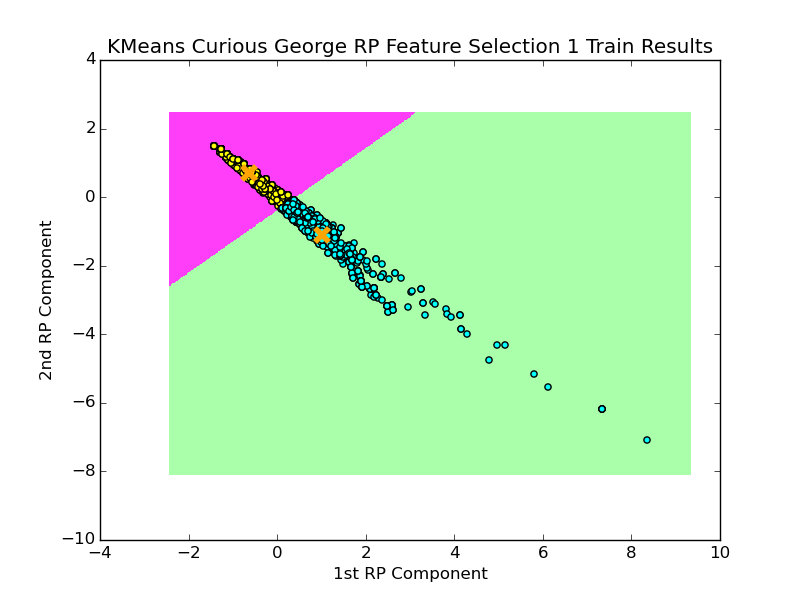 KMeans Curious George RP Feature Selection 1 Train Results
4
2
0
−2
−4
−6
−8
−10
2nd RP Component
−4 −2 0 2 4 6 8 10
1st RP Component